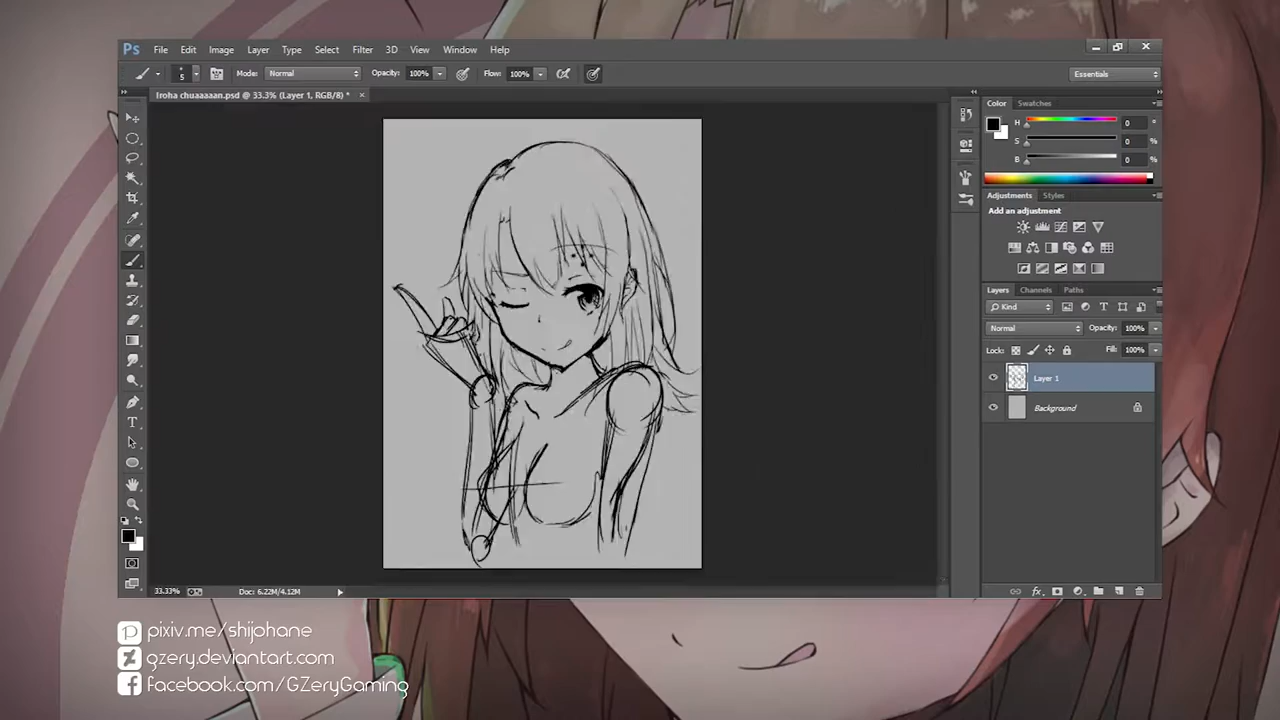 Ps File Edit Image Layer Type Select Filter 3D View Window Help
5 Mode: Normal Opacity: 100% Flow: 100% Essentials
Iroha chuaaaaan.psd @ 33.3% (Layer 1, RGB/8) * ×
Color Swatches
H 0 °
S 0 %
B 0 %
Adjustments Styles
Add an adjustment
Layers Channels Paths
Kind
Normal Opacity: 100%
Lock: Fill: 100%
Layer 1
Background
33.33% Doc: 6.22M/4.12M
pixiv.me/shijphane
gzery.deviantart.com
facebook.com/GZeryGaming